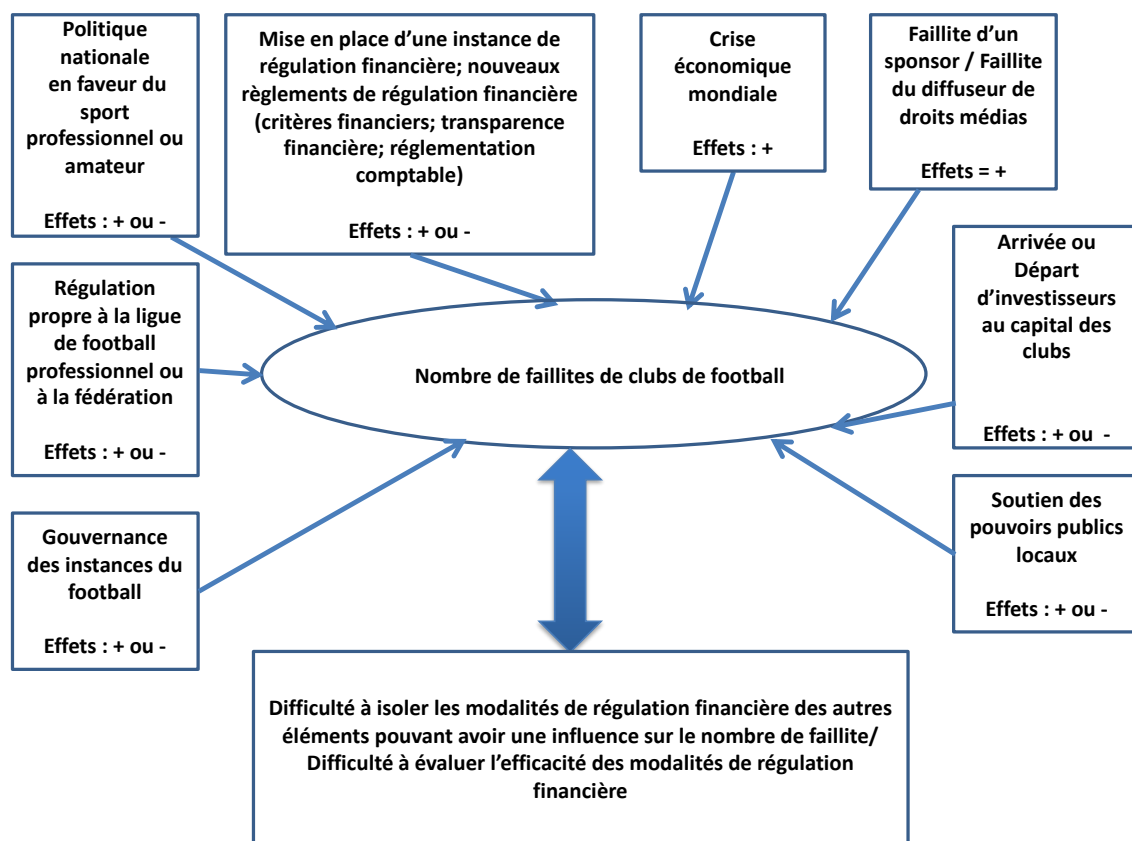 Politique
nationale
en faveur du
sport
professionnel ou
amateur
Effets : + ou -
Mise en place d'une instance de
régulation financière; nouveaux
règlements de régulation financière
(critères financiers; transparence
financière; réglementation
comptable)
Effets : + ou -
Crise
économique
mondiale
Effets : +
Faillite d'un
sponsor / Faillite
du diffuseur de
droits médias
Effets = +
Régulation
propre à la ligue
de football
professionnel ou
à la fédération
Effets : + ou -
Nombre de faillites de clubs de football
Arrivée ou
Départ
d'investisseurs
au capital des
clubs
Effets : + ou -
Gouvernance
des instances du
football
Effets : + ou -
Soutien des
pouvoirs publics
locaux
Effets : + ou -
Difficulté à isoler les modalités de régulation financière des autres
éléments pouvant avoir une influence sur le nombre de faillite/
Difficulté à évaluer l'efficacité des modalités de régulation
financière